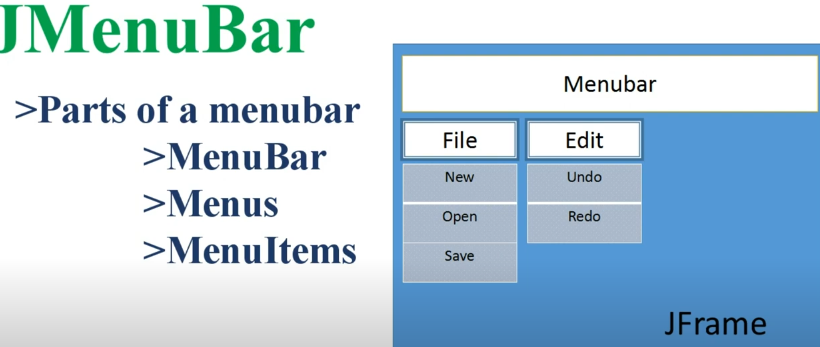 JMenuBar
>Parts of a menubar
>MenuBar
>Menus
>MenuItems
Menubar
File Edit
New Undo
Open Redo
Save
JFrame